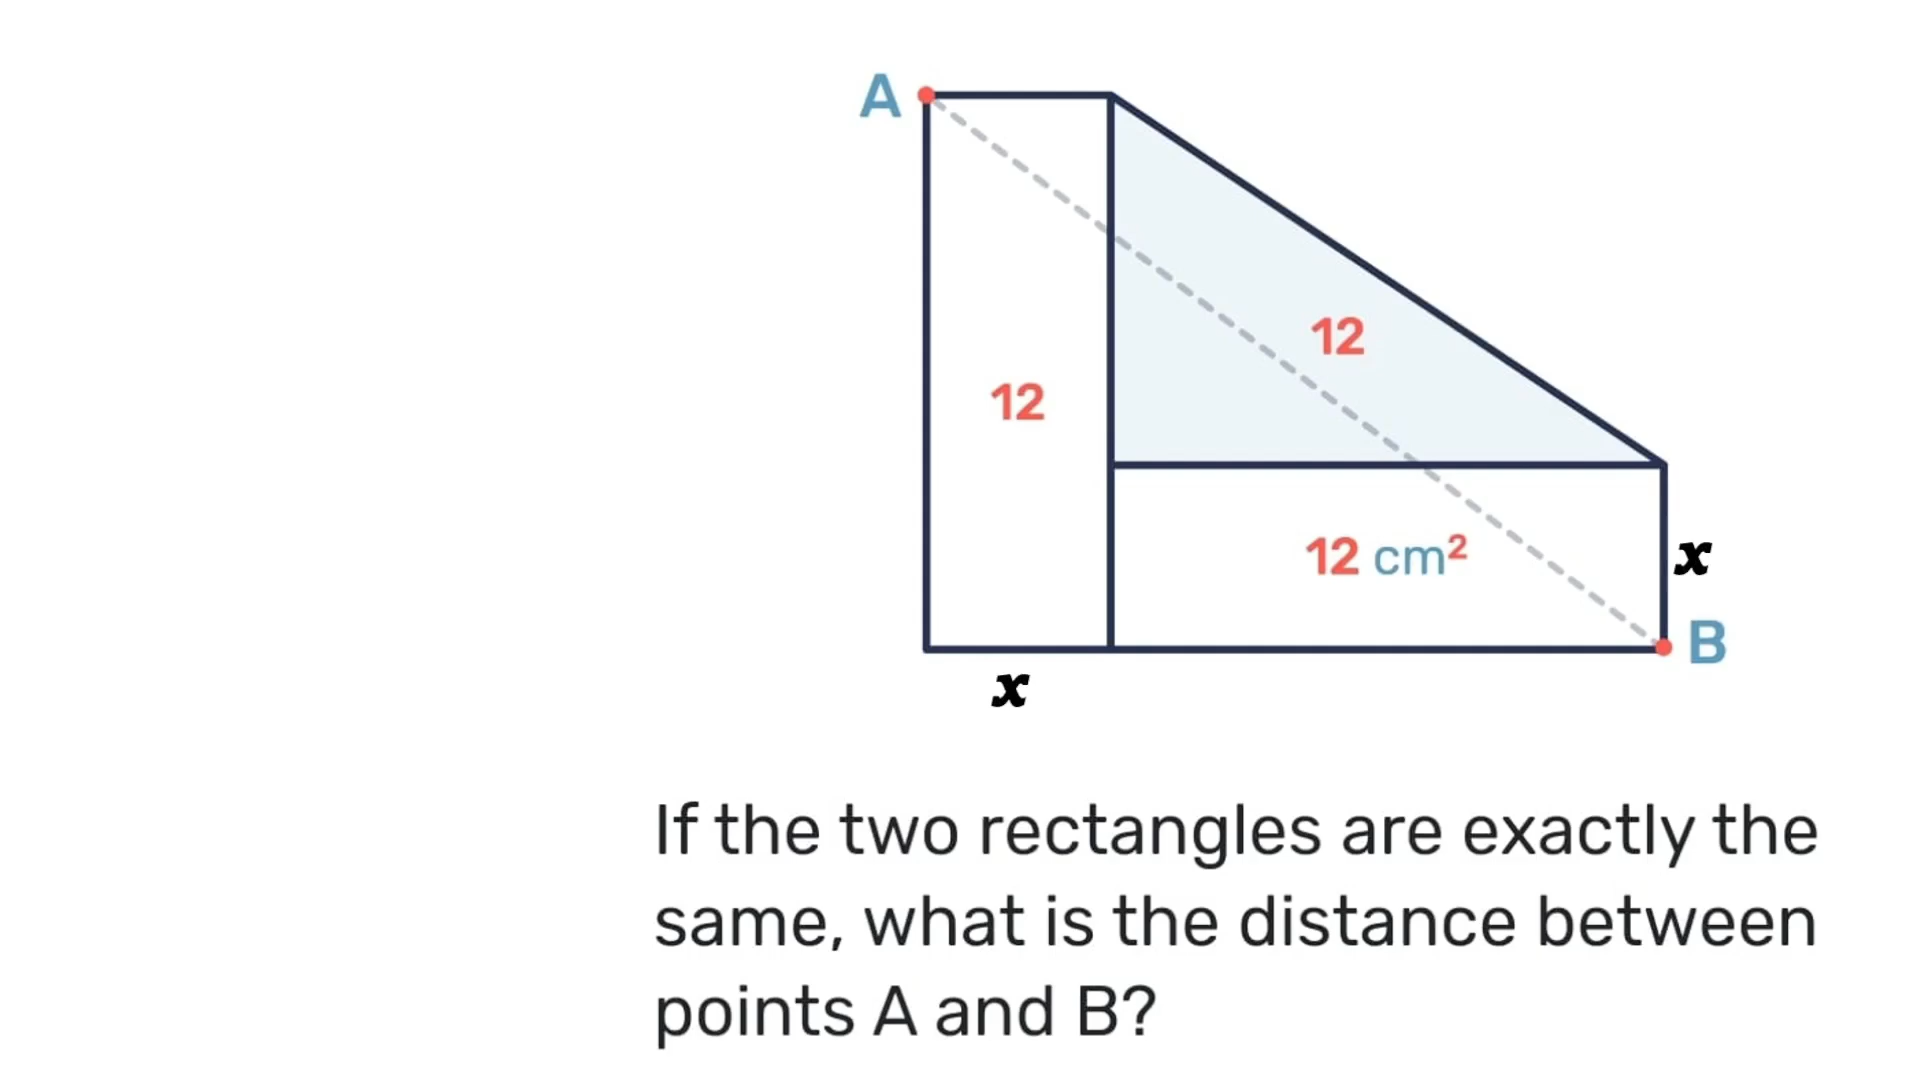 A
12
12
12 cm²
x
B
x
If the two rectangles are exactly the
same, what is the distance between
points A and B?